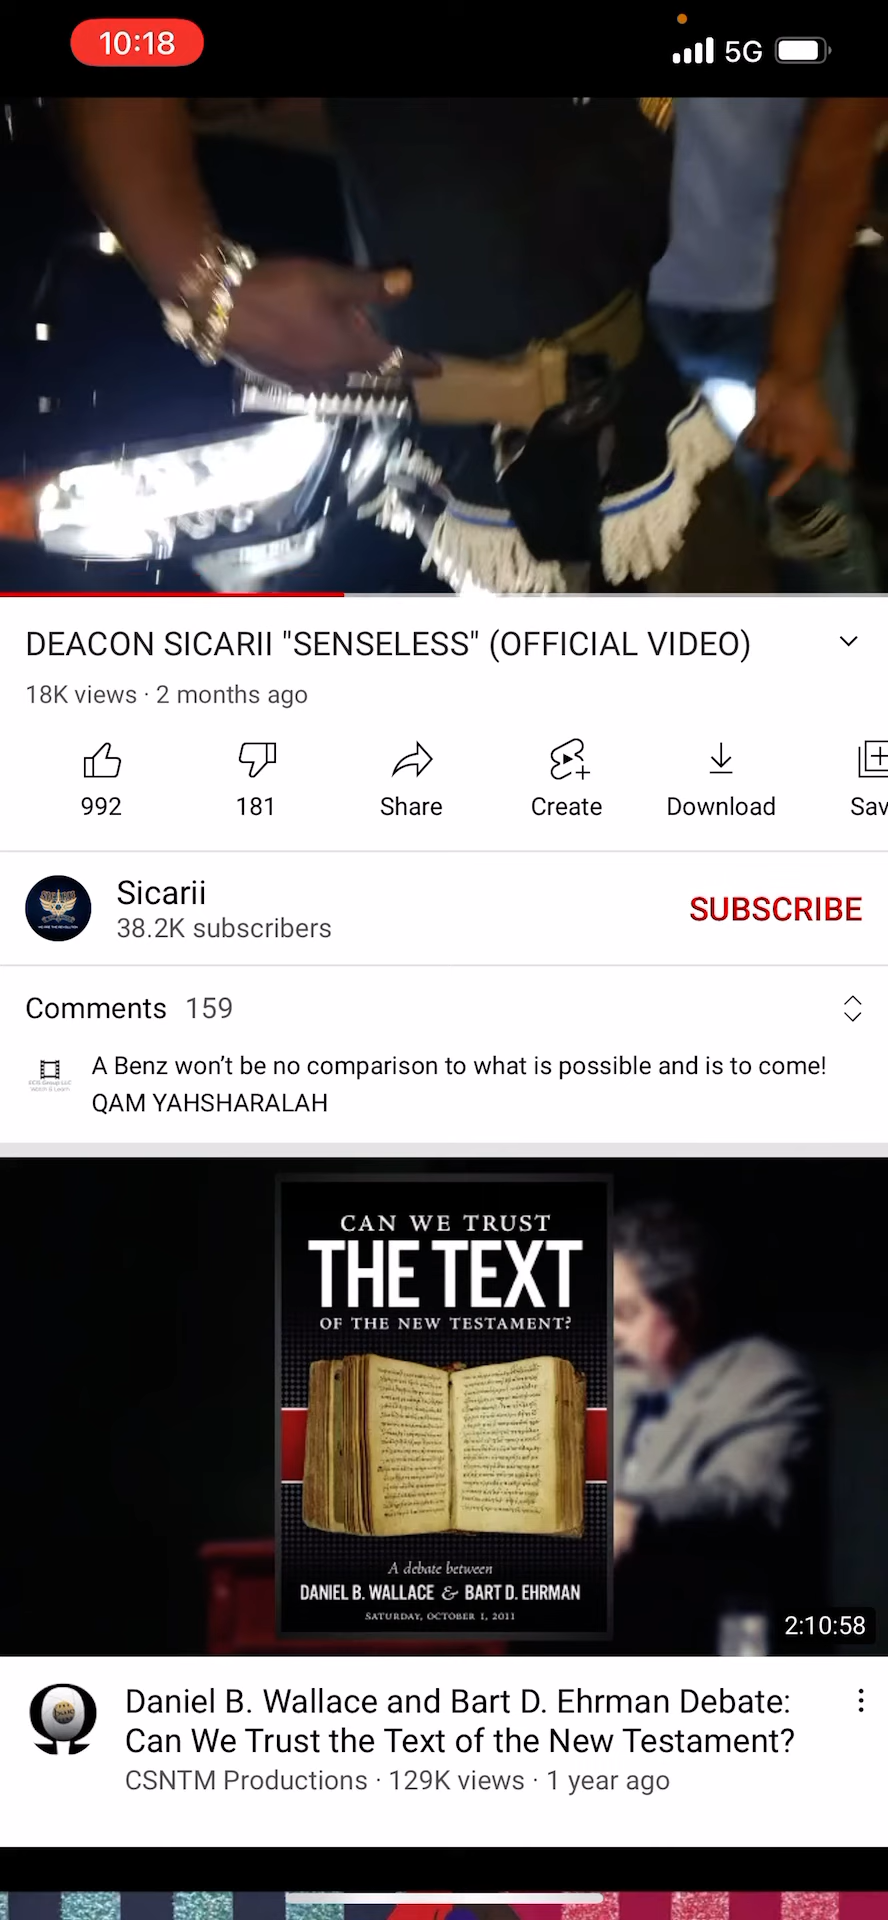 10:18
5G
DEACON SICARII "SENSELESS" (OFFICIAL VIDEO)
18K views · 2 months ago
992
181
Share
Create
Download
Sav
Sicarii
38.2K subscribers
SUBSCRIBE
Comments 159
A Benz won’t be no comparison to what is possible and is to come!
QAM YAHSHARALAH
CAN WE TRUST
THE TEXT
OF THE NEW TESTAMENT?
A debate between
DANIEL B. WALLACE & BART D. EHRMAN
SATURDAY, OCTOBER 1, 2011
2:10:58
Daniel B. Wallace and Bart D. Ehrman Debate:
Can We Trust the Text of the New Testament?
CSNTM Productions · 129K views · 1 year ago